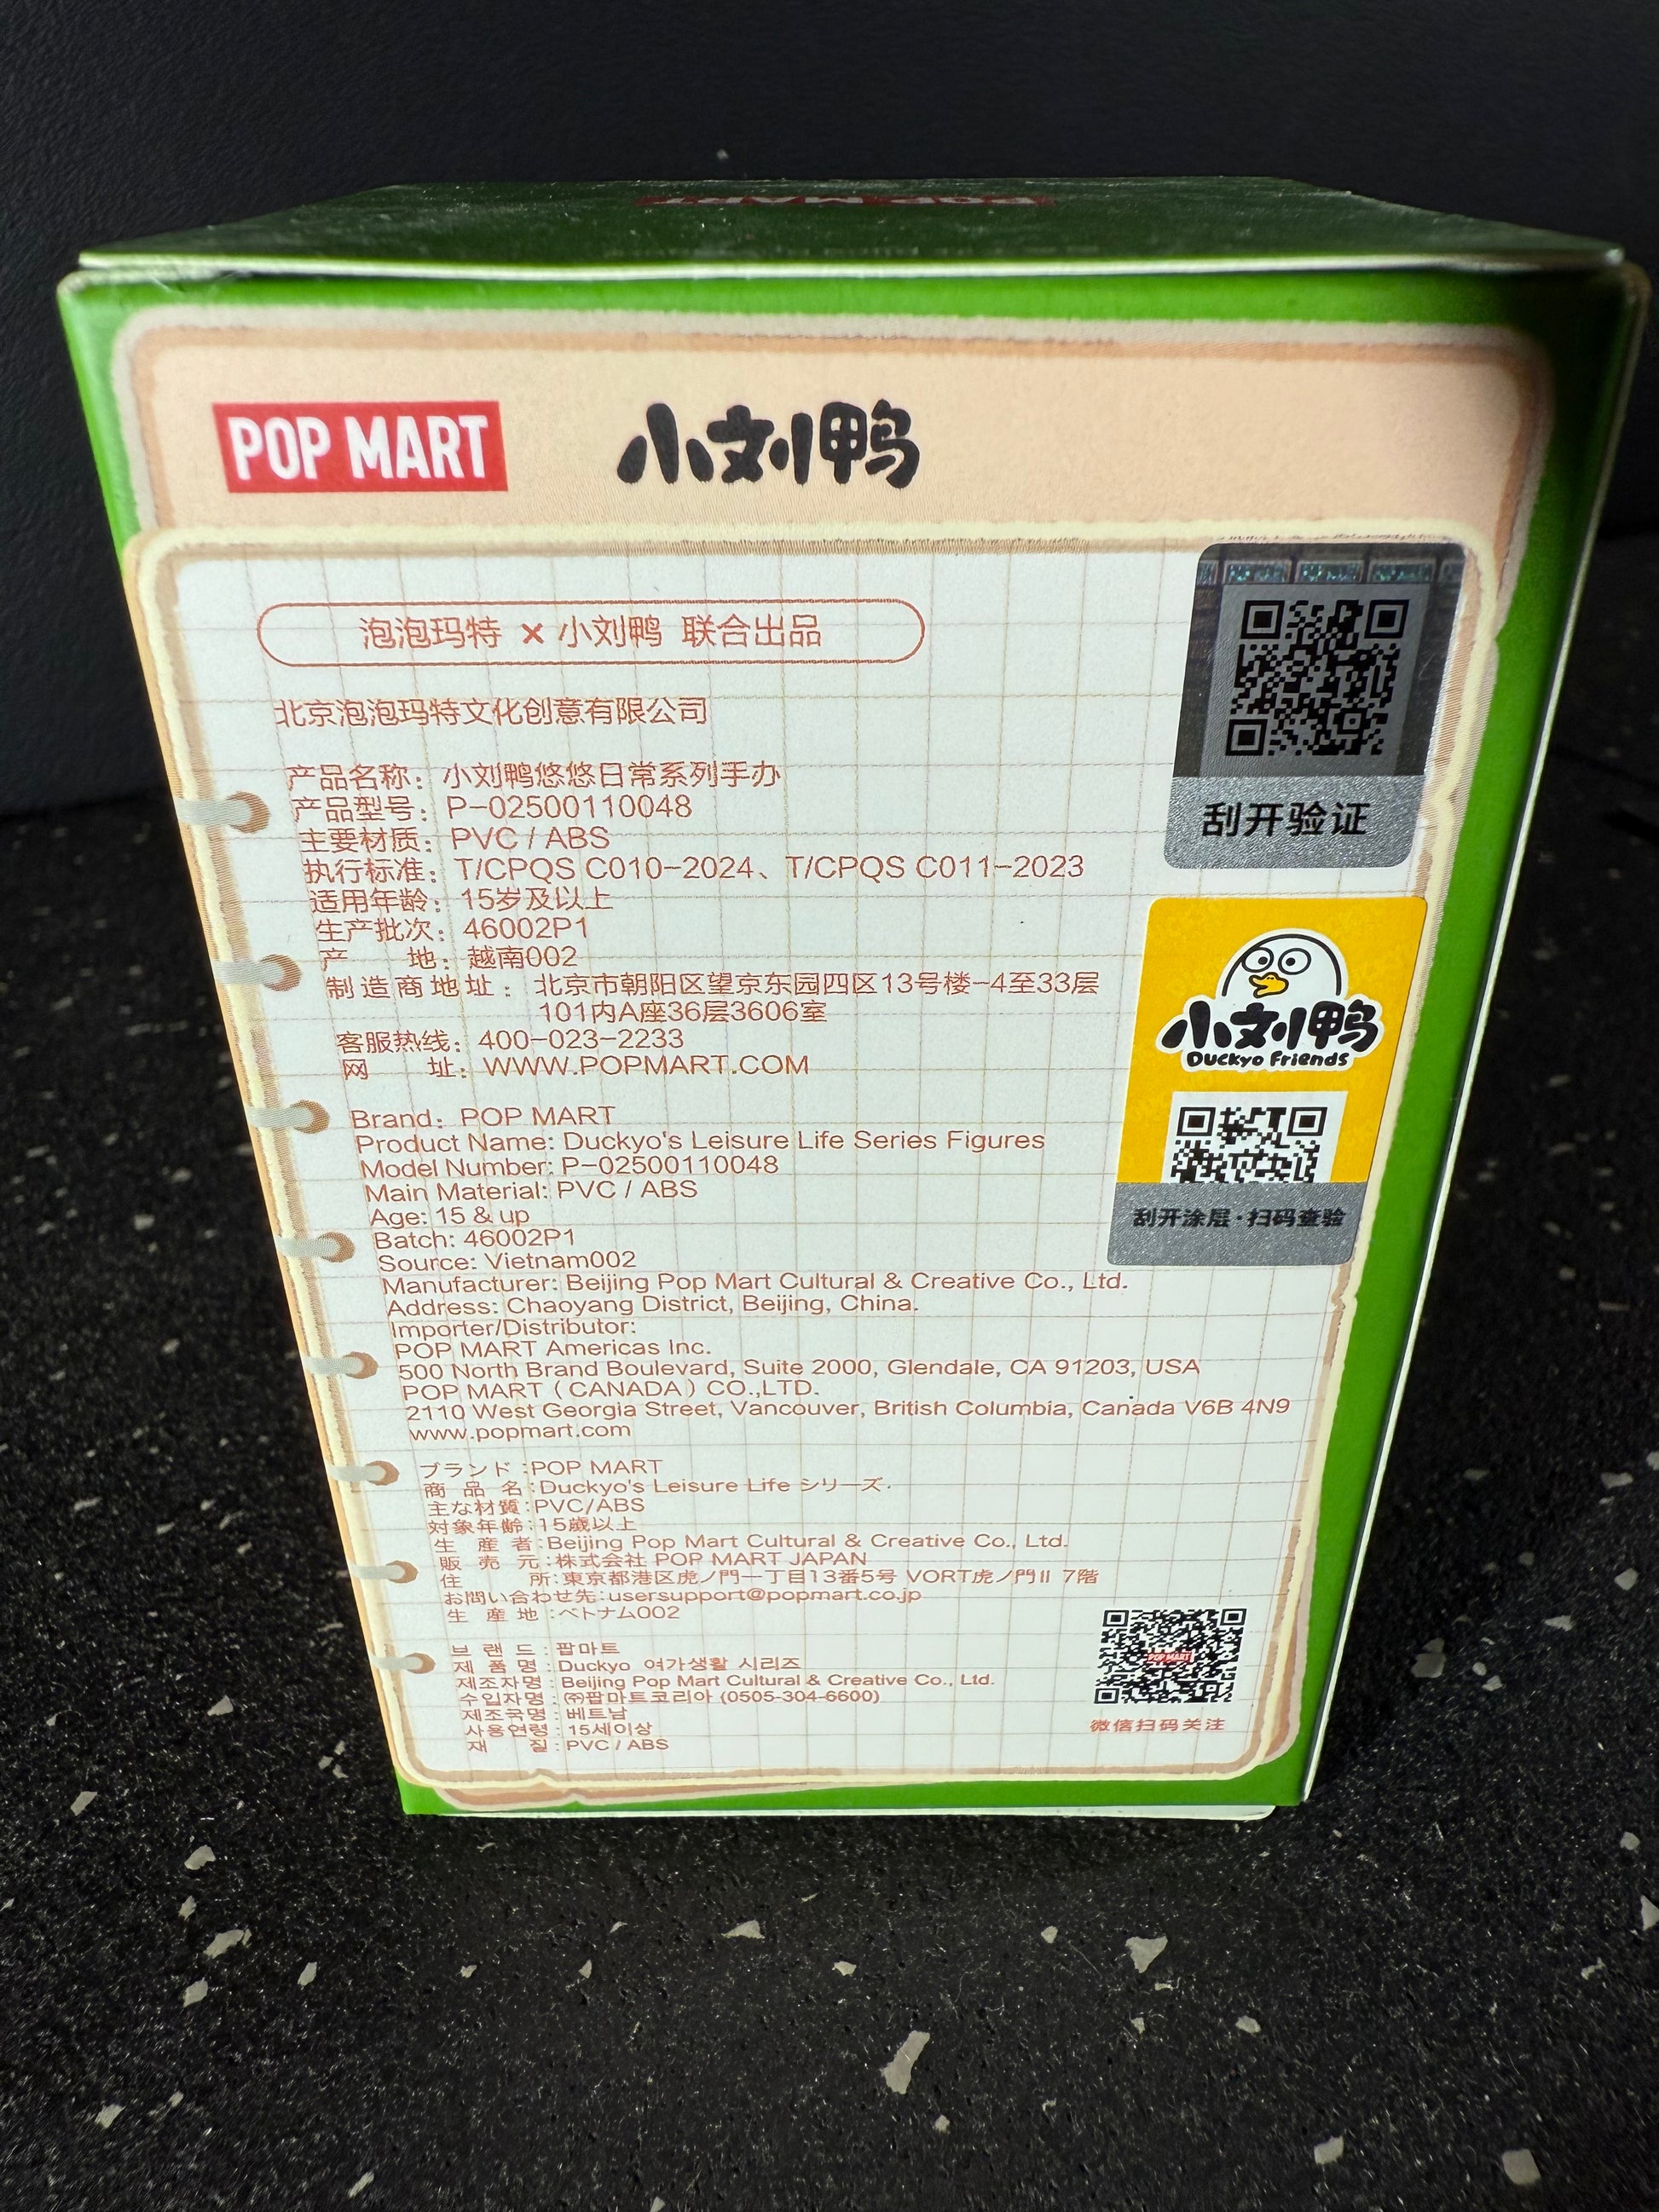 POP MART
POP MART 小刘鸭
泡泡玛特 × 小刘鸭 联合出品
北京泡泡玛特文化创意有限公司
产品名称：小刘鸭悠悠日常系列手办
产品型号：P-02500110048
主要材质：PVC / ABS
执行标准：T/CPQS C010-2024、T/CPQS C011-2023
适用年龄：15岁及以上
生产批次：46002P1
产 地：越南002
制造商地址：北京市朝阳区望京东园四区13号楼-4至33层
101内A座36层3606室
客服热线：400-023-2233
网 址：WWW.POPMART.COM
刮开验证
小刘鸭
Duckyo Friends
刮开涂层·扫码查验
Brand: POP MART
Product Name: Duckyo's Leisure Life Series Figures
Model Number: P-02500110048
Main Material: PVC / ABS
Age: 15 & up
Batch: 46002P1
Source: Vietnam002
Manufacturer: Beijing Pop Mart Cultural & Creative Co., Ltd.
Address: Chaoyang District, Beijing, China.
Importer/Distributor:
POP MART Americas Inc.
500 North Brand Boulevard, Suite 2000, Glendale, CA 91203, USA
POP MART (CANADA) CO.,LTD.
2110 West Georgia Street, Vancouver, British Columbia, Canada V6B 4N9
www.popmart.com
ブランド:POP MART
商品名:Duckyo's Leisure Life シリーズ
主な材質:PVC/ABS
対象年齢:15歳以上
生産者:Beijing Pop Mart Cultural & Creative Co., Ltd.
販売元:株式会社 POP MART JAPAN
住 所:東京都港区虎ノ門一丁目13番5号 VORT虎ノ門II 7階
お問い合わせ先:usersupport@popmart.co.jp
生産地:ベトナム002
브 랜 드 : 팝마트
제 품 명 : Duckyo 여가생활 시리즈
제조자명 : Beijing Pop Mart Cultural & Creative Co., Ltd.
수입자명 : ㈜팝마트코리아 (0505-304-6600)
제조국명 : 베트남
사용연령 : 15세이상
재 질 : PVC / ABS
POP MART
微信扫码关注